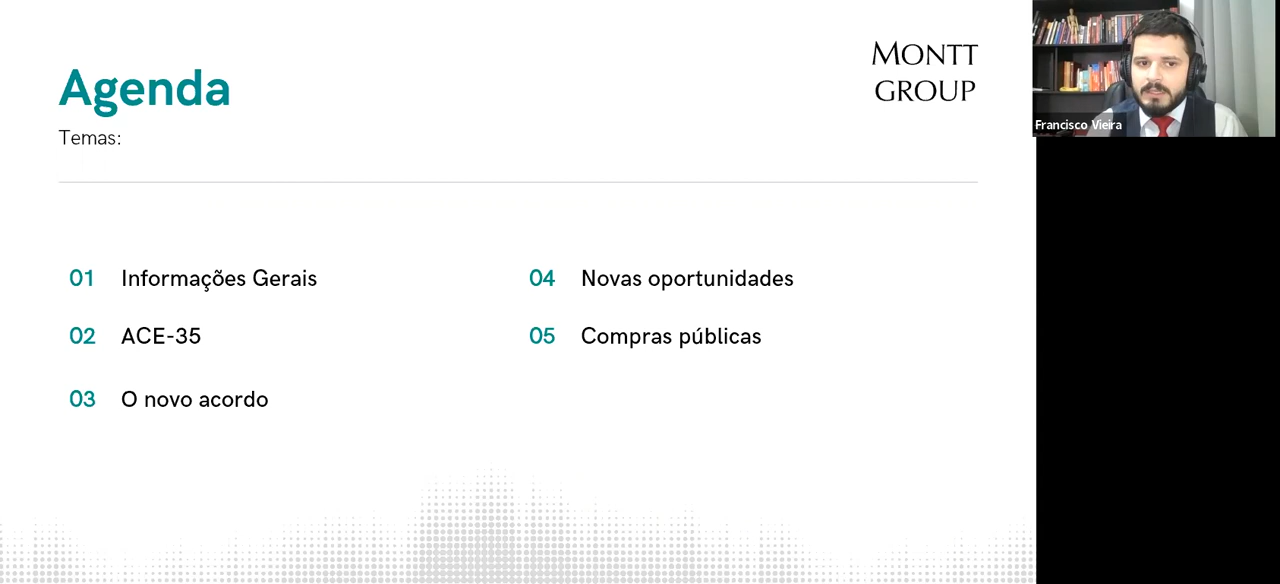 Agenda
Temas:
MONTT
GROUP
Francisco Vieira
01 Informações Gerais
02 ACE-35
03 O novo acordo
04 Novas oportunidades
05 Compras públicas